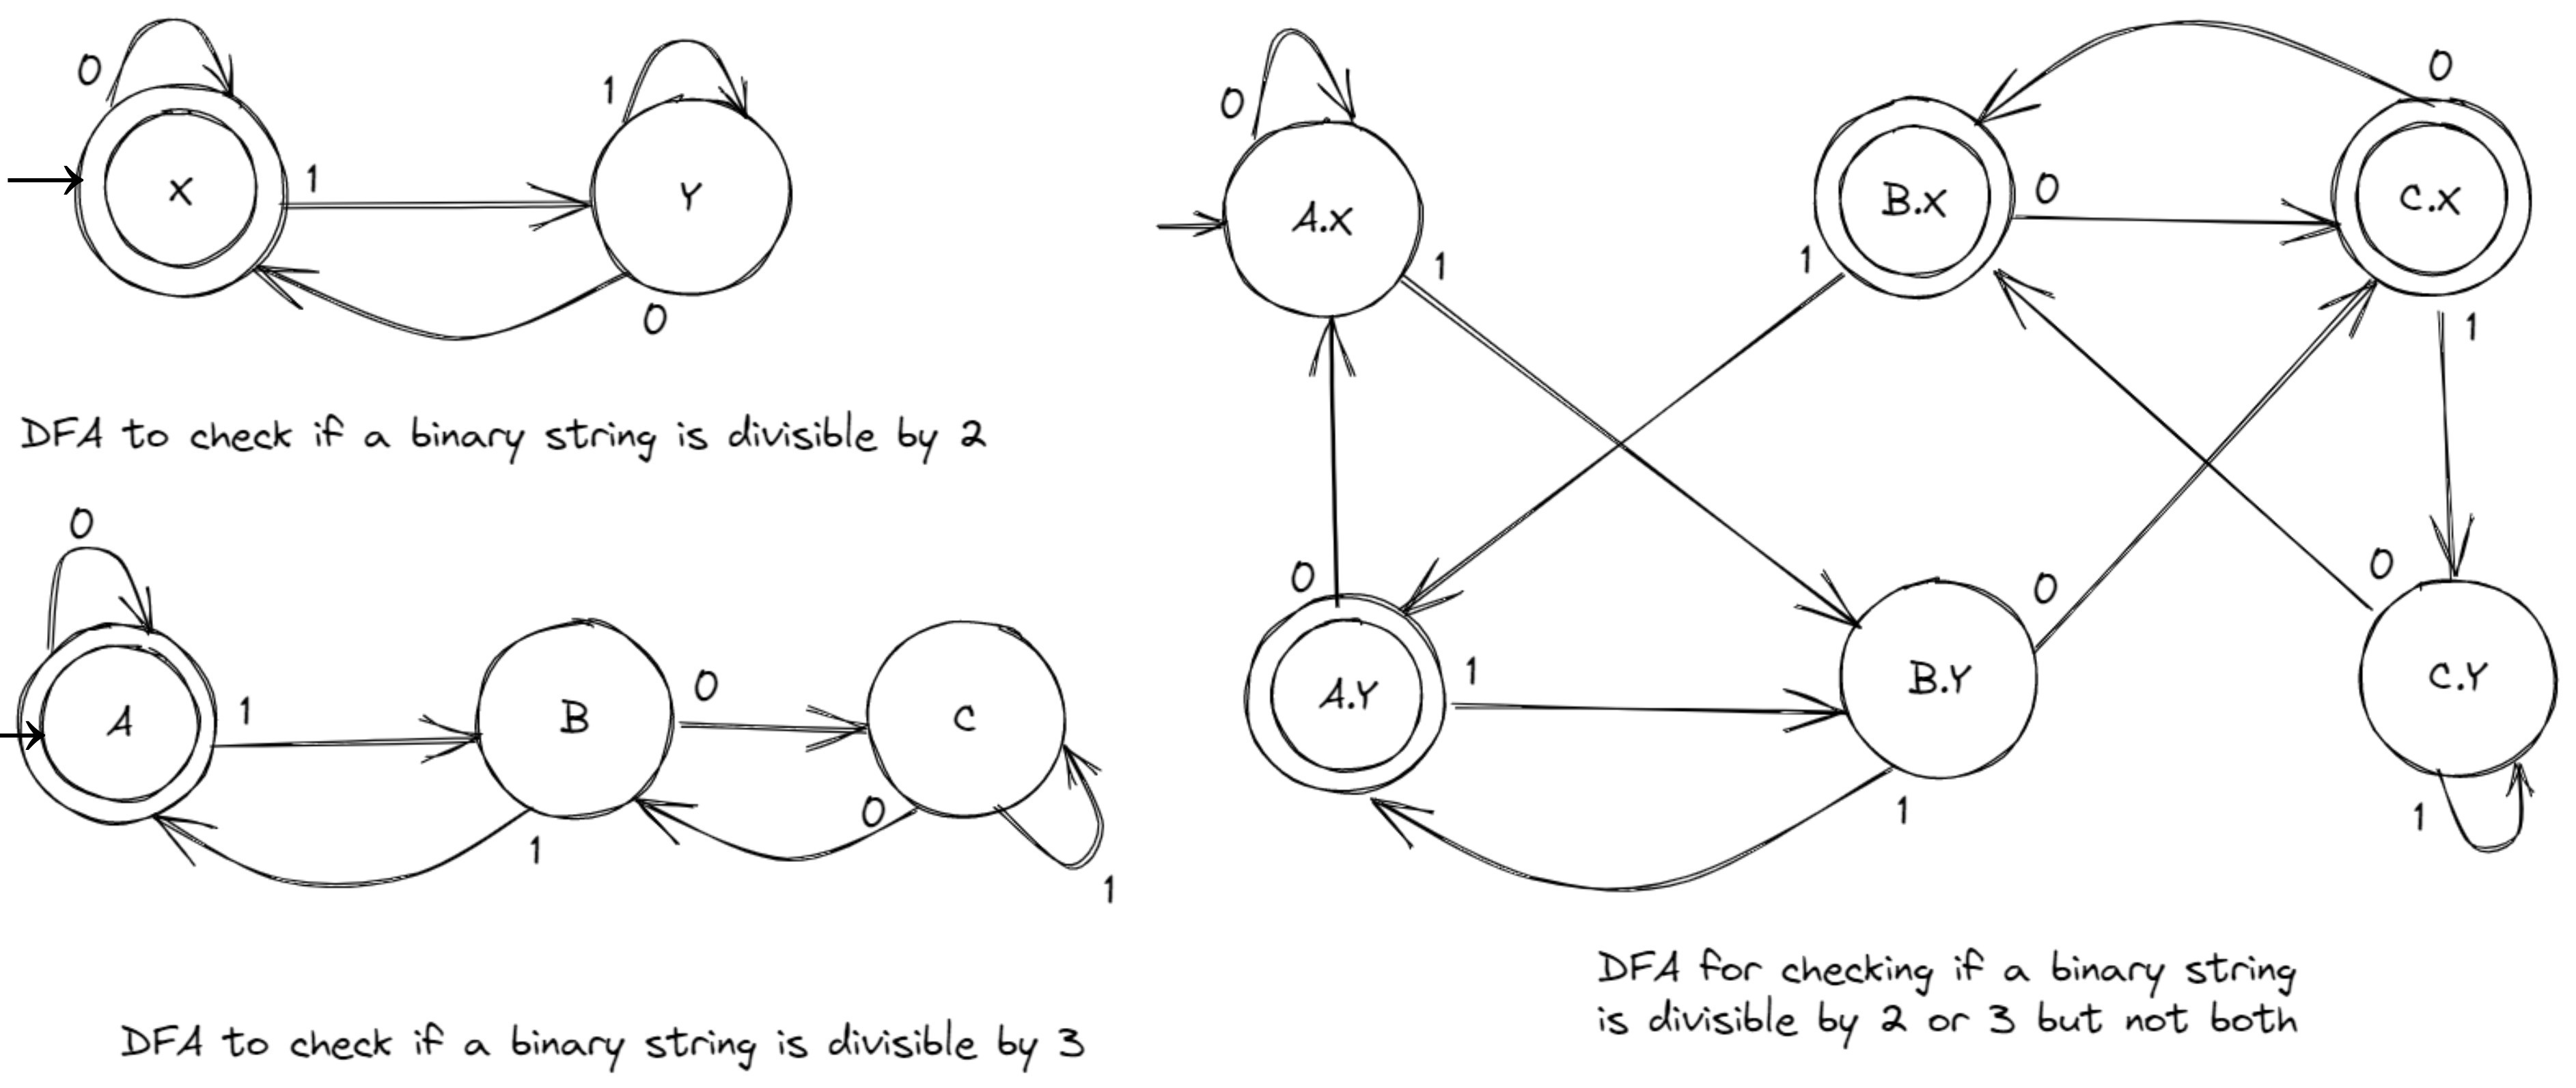 0
1
X
1
Y
0
DFA to check if a binary string is divisible by 2
0
A
1
B
0
C
1
0
1
DFA to check if a binary string is divisible by 3
0
A.X
1
0
B.X
0
C.X
1
1
0
A.Y
1
0
B.Y
0
C.Y
1
1
DFA for checking if a binary string
is divisible by 2 or 3 but not both